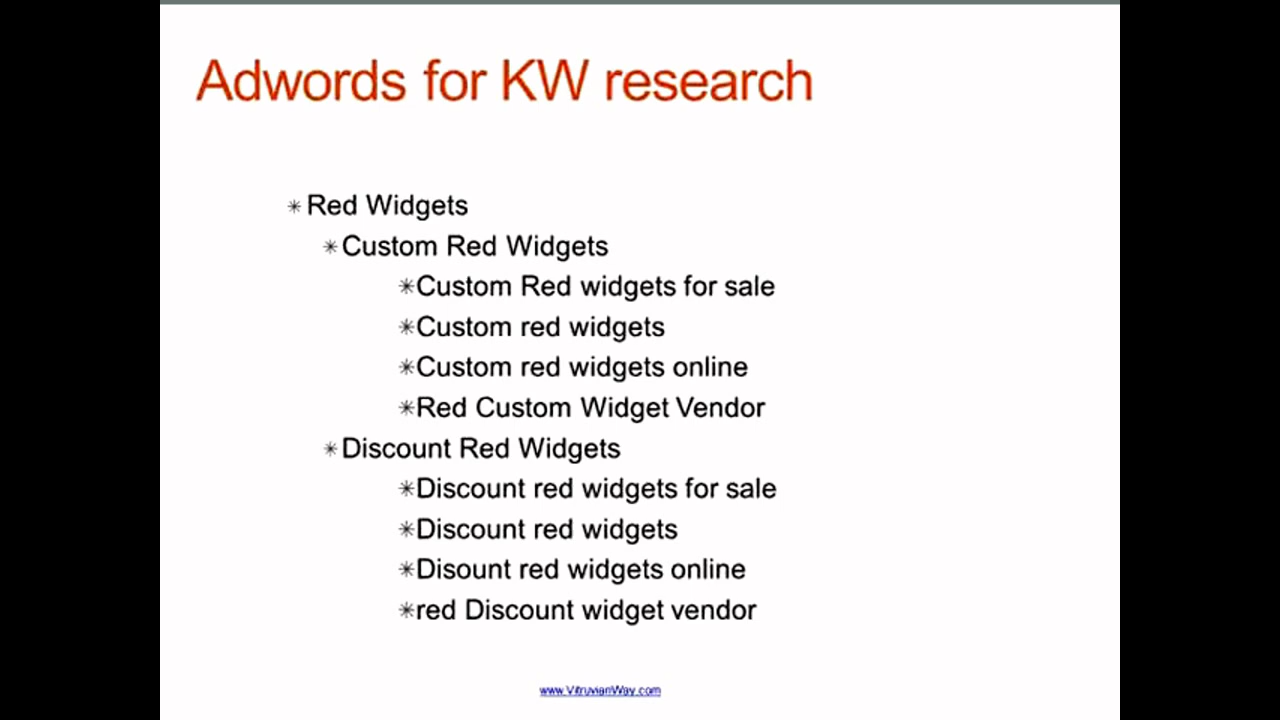 Adwords for KW research
Red Widgets
Custom Red Widgets
Custom Red widgets for sale
Custom red widgets
Custom red widgets online
Red Custom Widget Vendor
Discount Red Widgets
Discount red widgets for sale
Discount red widgets
Disount red widgets online
red Discount widget vendor
www.VitruvianWay.com